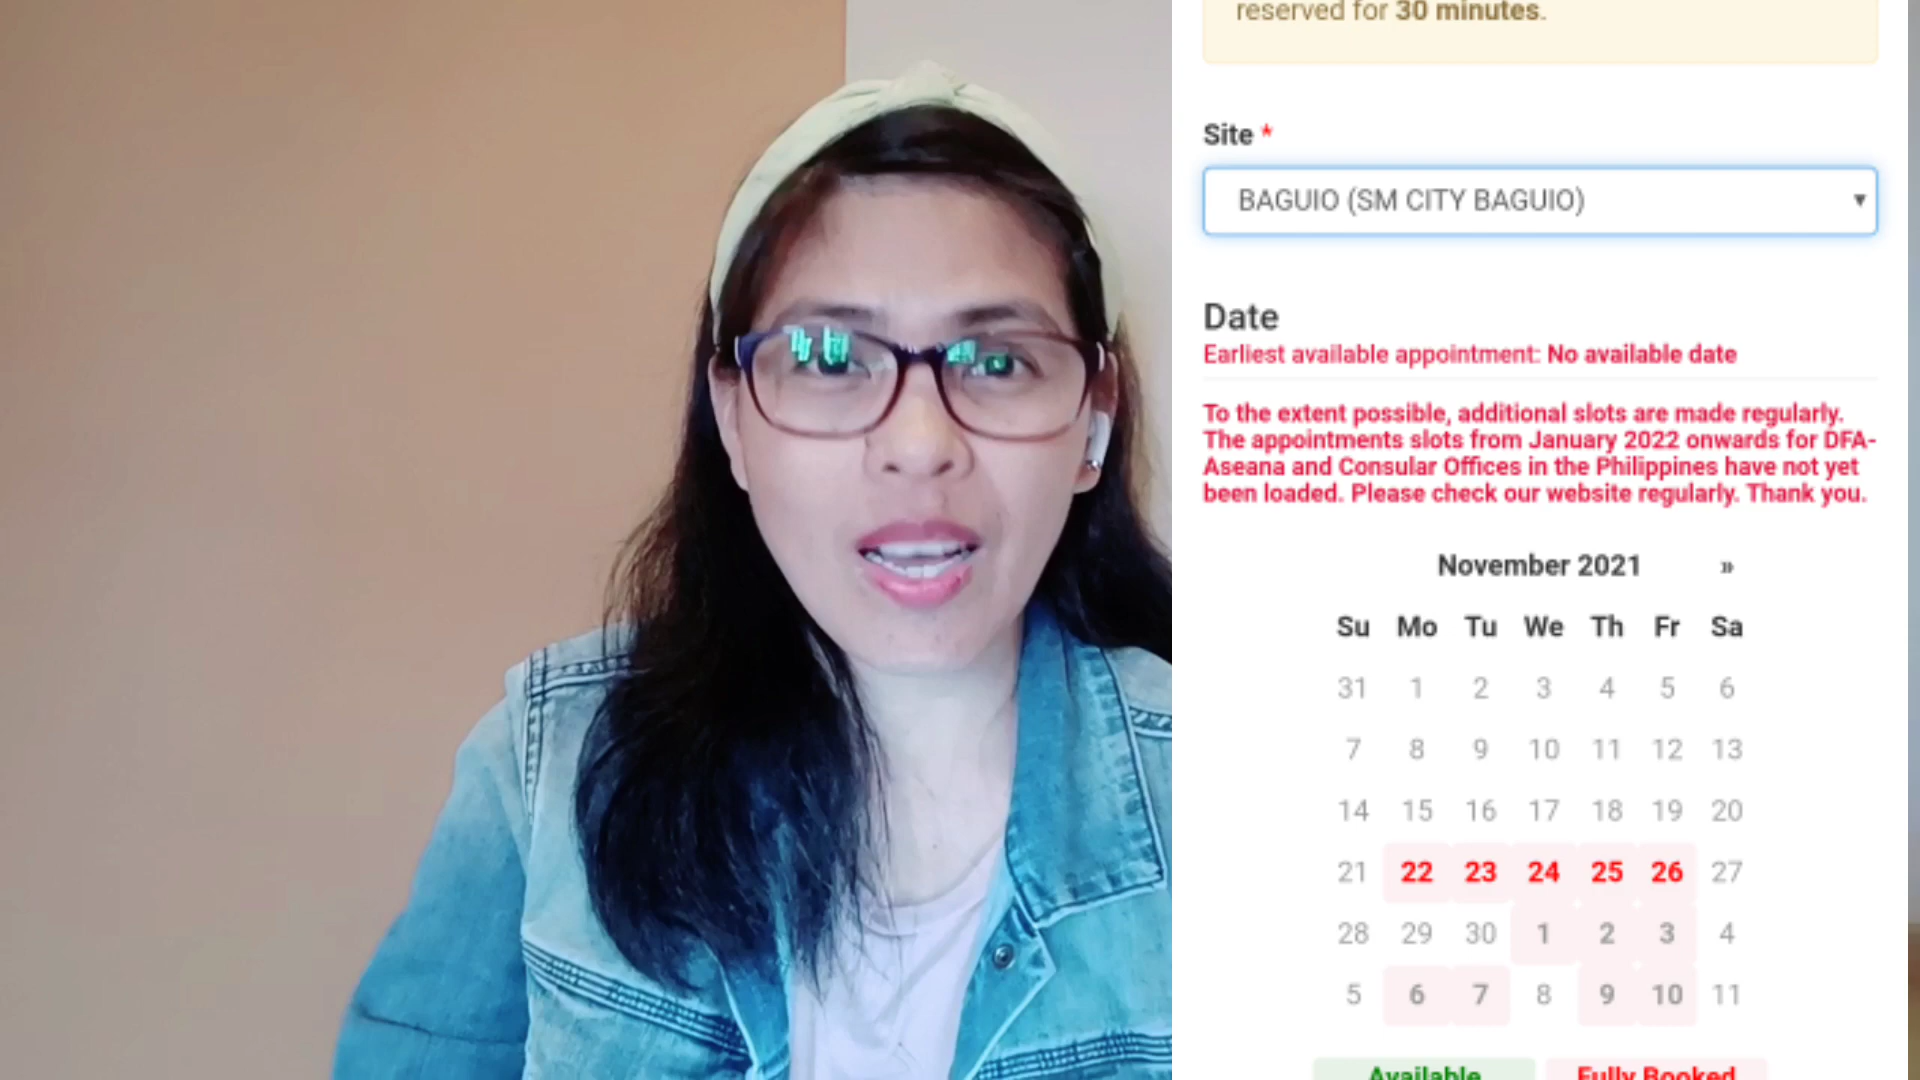 reserved for 30 minutes.
Site *
BAGUIO (SM CITY BAGUIO)
Date
Earliest available appointment: No available date
To the extent possible, additional slots are made regularly.
The appointments slots from January 2022 onwards for DFA-
Aseana and Consular Offices in the Philippines have not yet
been loaded. Please check our website regularly. Thank you.
November 2021 »
Su Mo Tu We Th Fr Sa
31 1 2 3 4 5 6
7 8 9 10 11 12 13
14 15 16 17 18 19 20
21 22 23 24 25 26 27
28 29 30 1 2 3 4
5 6 7 8 9 10 11
Available Fully Booked